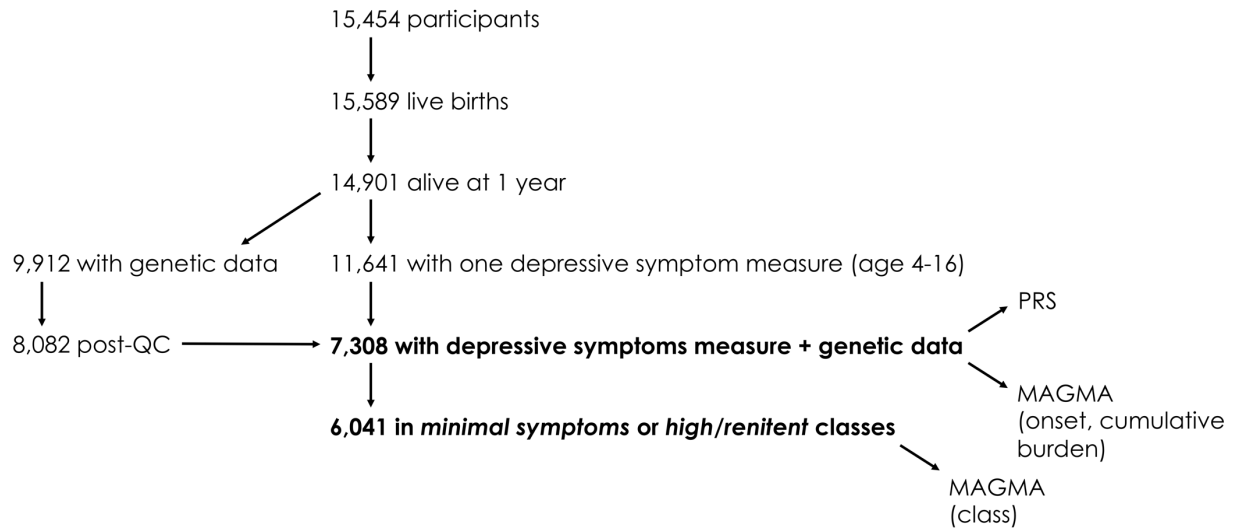 15,454 participants
15,589 live births
14,901 alive at 1 year
9,912 with genetic data
11,641 with one depressive symptom measure (age 4-16)
PRS
8,082 post-QC
7,308 with depressive symptoms measure + genetic data
MAGMA
(onset, cumulative
burden)
6,041 in minimal symptoms or high/renitent classes
MAGMA
(class)